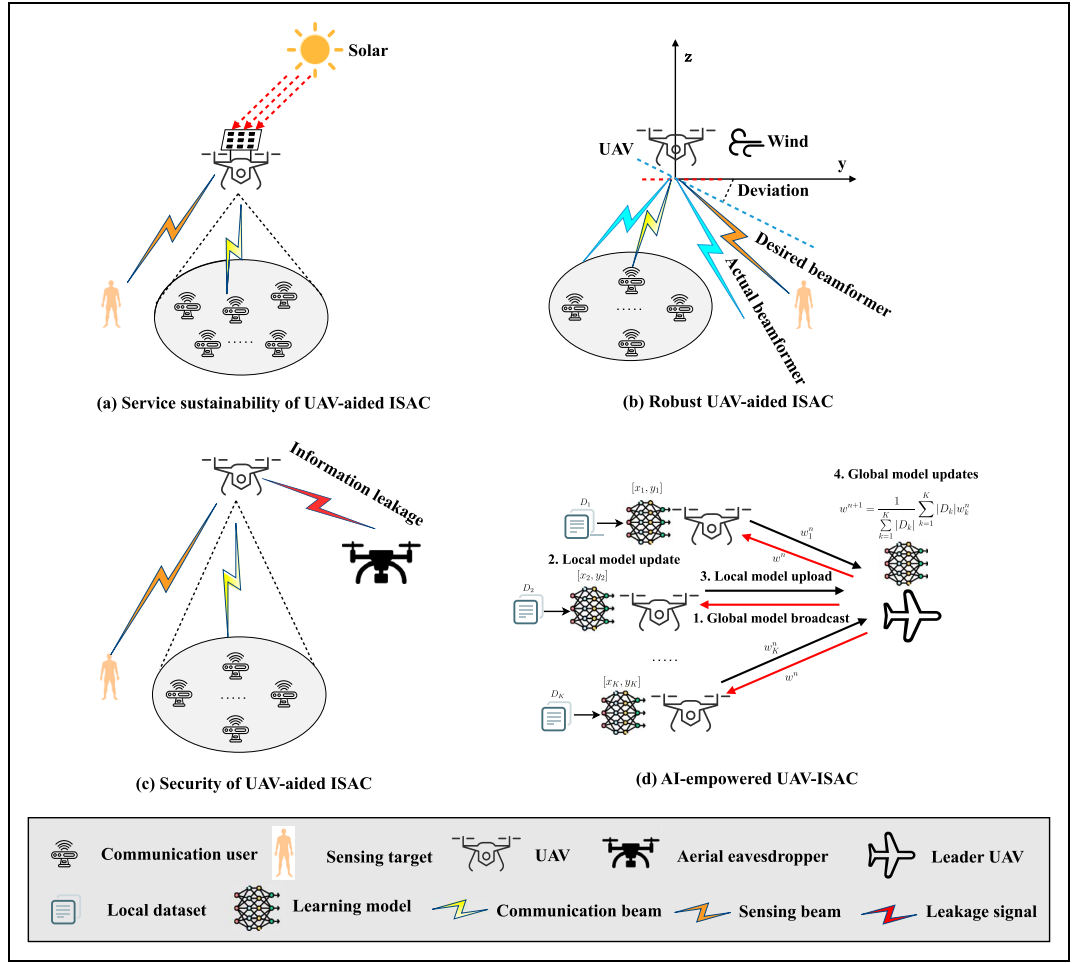 Solar
(a) Service sustainability of UAV-aided ISAC
z
UAV
Wind
y
Deviation
Desired beamformer
Actual beamformer
.....
.....
(b) Robust UAV-aided ISAC
Information leakage
.....
(c) Security of UAV-aided ISAC
4. Global model updates
w^{n+1} = \frac{1}{\sum_{k=1}^{K} |D_k|} \sum_{k=1}^{K} |D_k| w_k^n
D_1
[x_1, y_1]
w_1^n
w^n
2. Local model update
D_2
[x_2, y_2]
3. Local model upload
1. Global model broadcast
.....
w_K^n
w^n
D_K
[x_K, y_K]
(d) AI-empowered UAV-ISAC
Communication user
Sensing target
UAV
Aerial eavesdropper
Leader UAV
Local dataset
Learning model
Communication beam
Sensing beam
Leakage signal